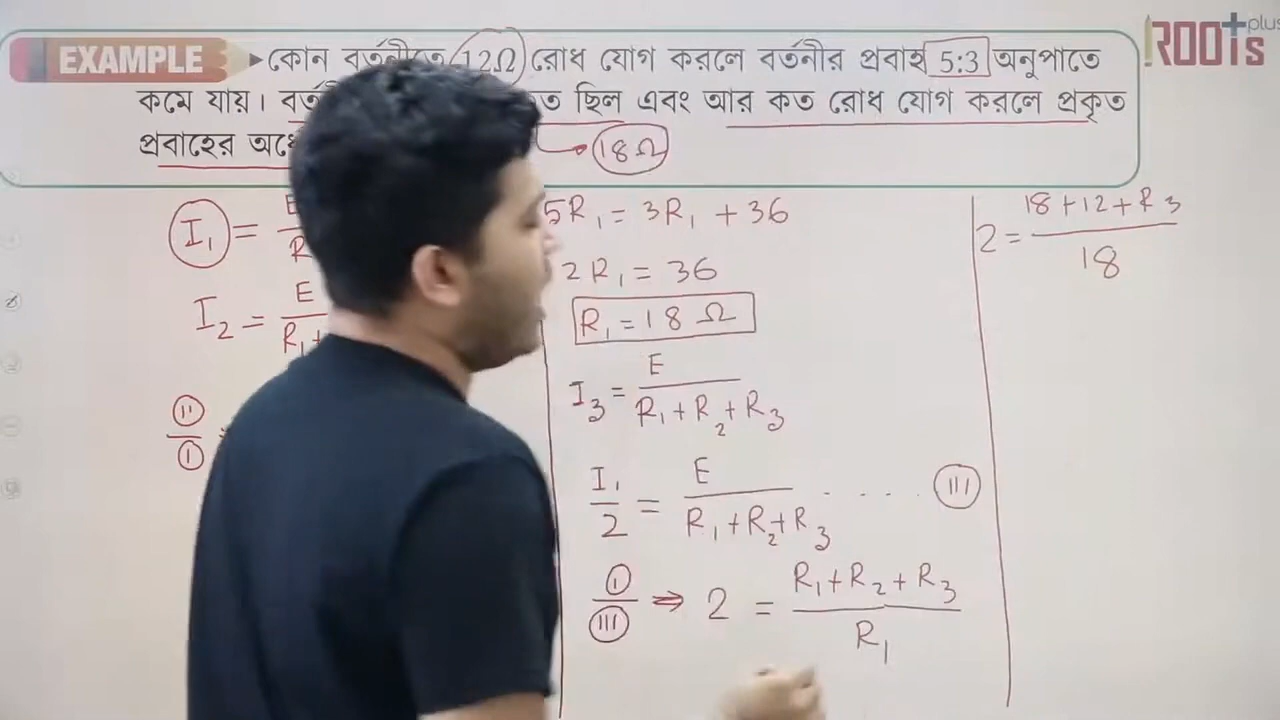 EXAMPLE ▶ কোন বর্তনীতে 12Ω রোধ যোগ করলে বর্তনীর প্রবাহ 5:3 অনুপাতে
কমে যায়। ছিল এবং আর কত রোধ যোগ করলে প্রকৃত
প্রবাহের → 18 Ω
ROOTs plus
I₁ =
I₂ = E
(ii)
(i)
5R₁ = 3R₁ + 36
2R₁ = 36
R₁ = 18 Ω
I₃ = E / (R₁ + R₂ + R₃)
I₁/2 = E / (R₁ + R₂ + R₃) ........ (III)
(I)/(III) ⇒ 2 = (R₁ + R₂ + R₃) / R₁
2 = (18 + 12 + R₃) / 18